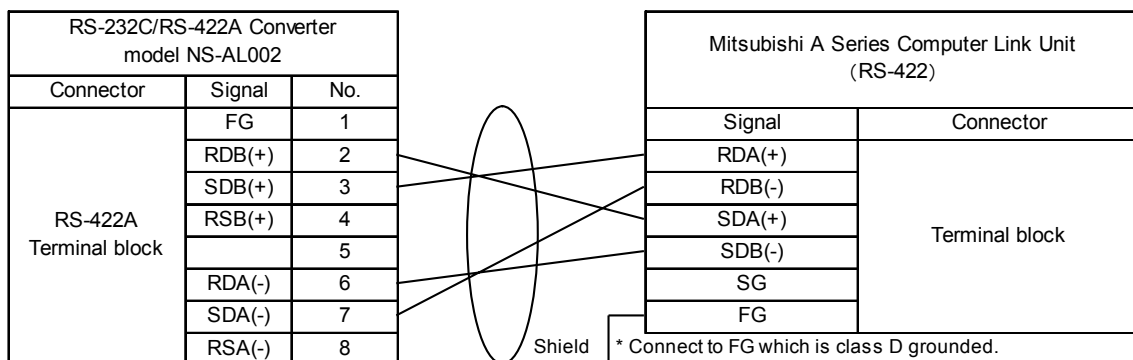 RS-232C/RS-422A Converter
model NS-AL002
Connector Signal No.
FG 1
RDB(+) 2
SDB(+) 3
RS-422A
Terminal block
RSB(+) 4
5
RDA(-) 6
SDA(-) 7
RSA(-) 8
Shield
Mitsubishi A Series Computer Link Unit
(RS-422)
Signal Connector
RDA(+)
RDB(-)
SDA(+)
Terminal block
SDB(-)
SG
FG
* Connect to FG which is class D grounded.